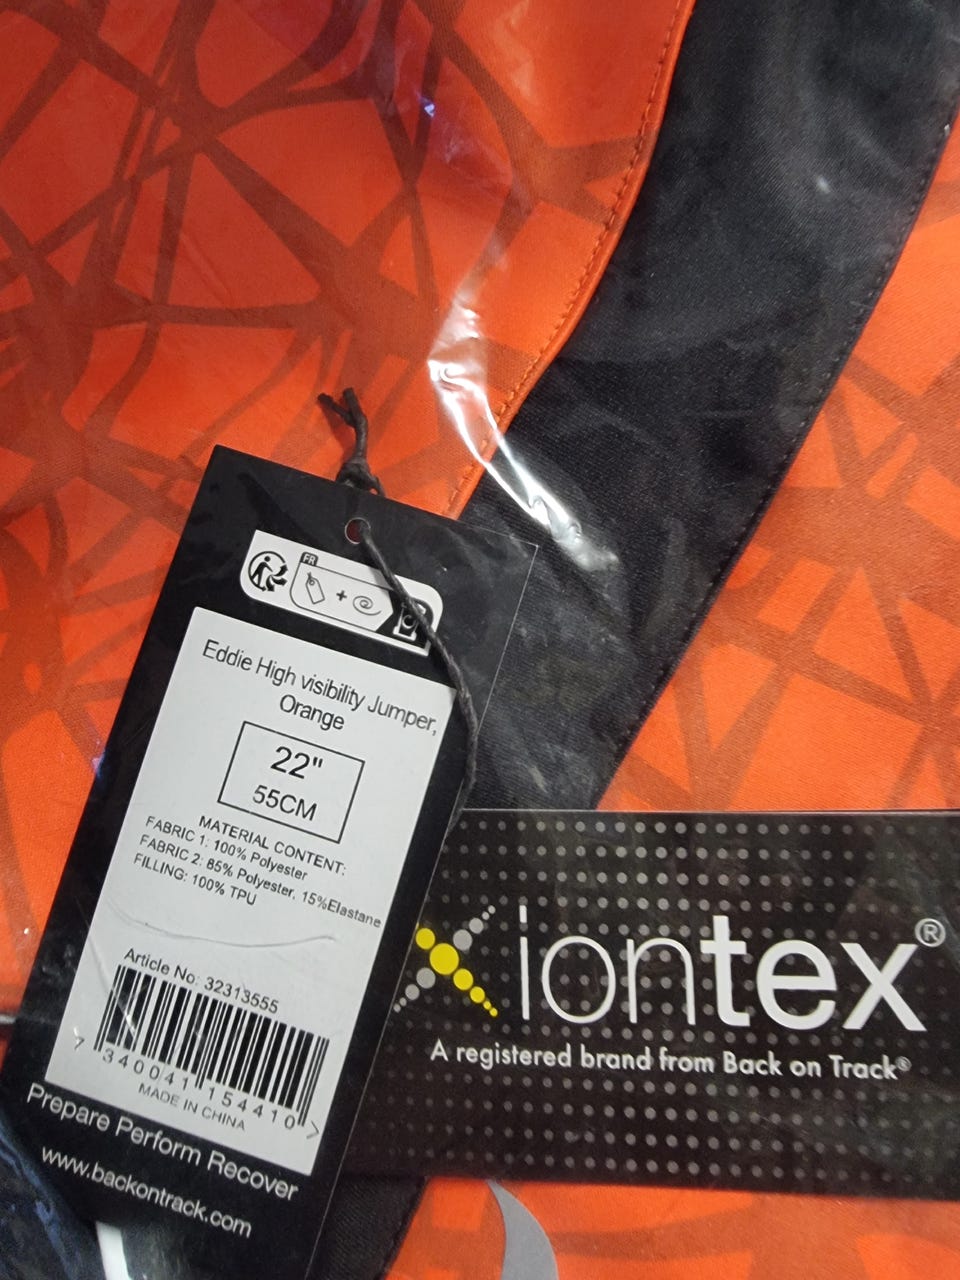 FR
Eddie High visibility Jumper,
Orange
22"
55CM
MATERIAL CONTENT:
FABRIC 1: 100% Polyester
FABRIC 2: 85% Polyester, 15%Elastane
FILLING: 100% TPU
Article No: 32313555
7 340041 154410 >
MADE IN CHINA
Prepare Perform Recover
www.backontrack.com
iontex®
A registered brand from Back on Track®